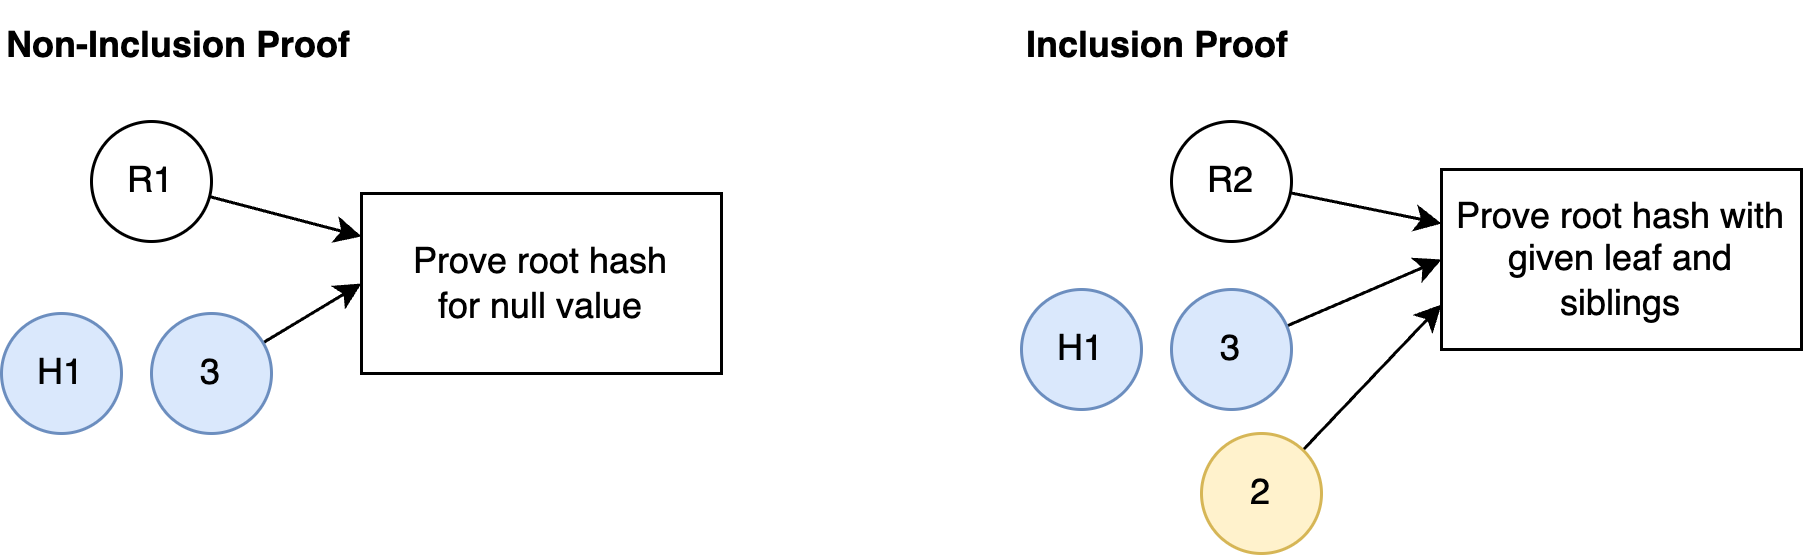 Non-Inclusion Proof
R1
Prove root hash
for null value
H1
3
Inclusion Proof
R2
Prove root hash with
given leaf and
siblings
H1
3
2